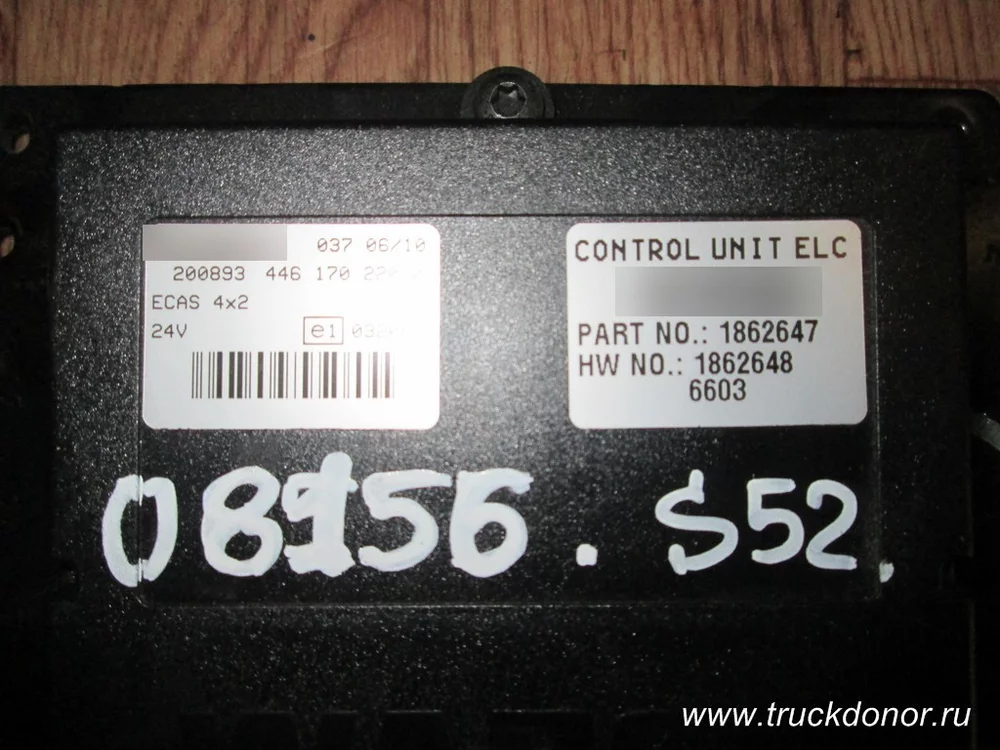 037 06/10
200893 446 170
ECAS 4x2
24V e1
CONTROL UNIT ELC
PART NO.: 1862647
HW NO.: 1862648
6603
08956 . S52.
www.truckdonor.ru